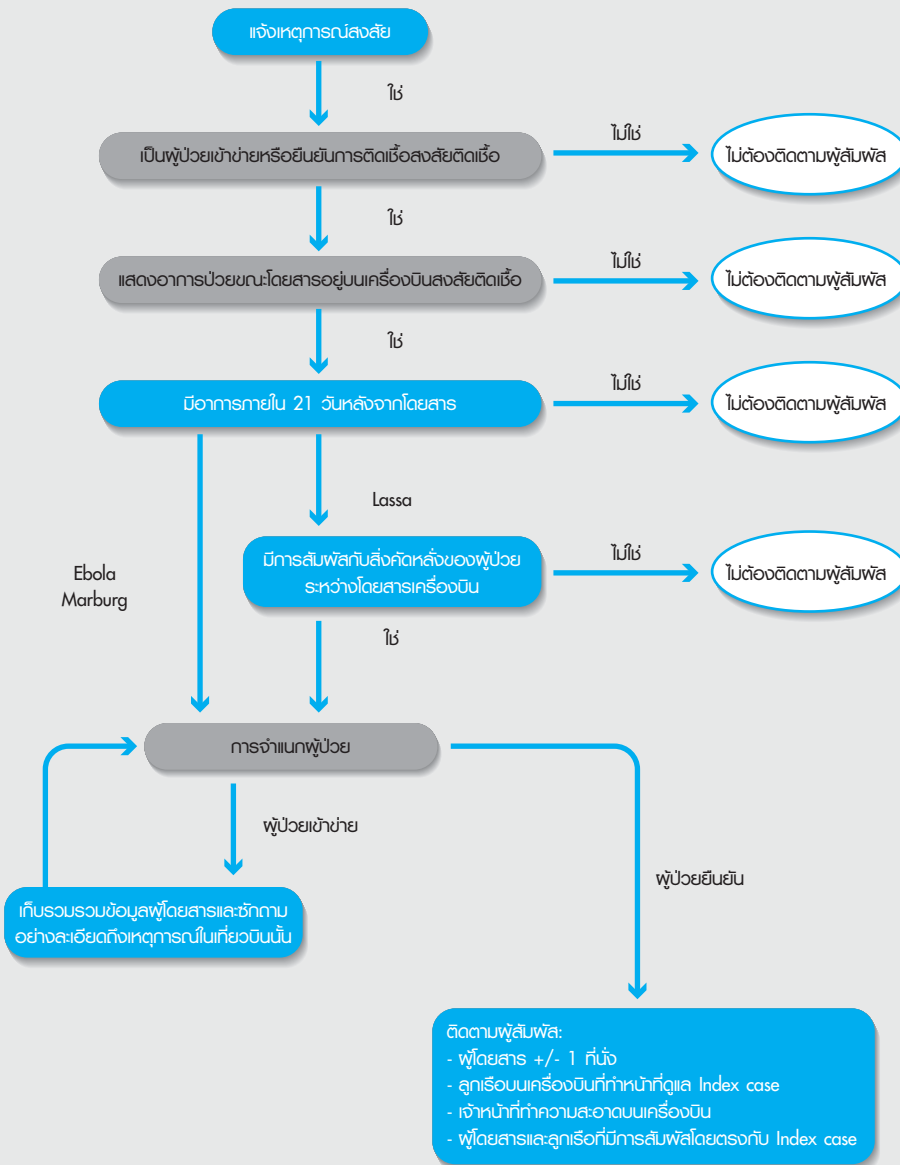 แจ้งเหตุการณ์สงสัย
ใช่
เป็นผู้ป่วยเข้าข่ายหรือยืนยันการติดเชื้อสงสัยติดเชื้อ
ไม่ใช่
ไม่ต้องติดตามผู้สัมผัส
ใช่
แสดงอาการป่วยขณะโดยสารอยู่บนเครื่องบินสงสัยติดเชื้อ
ไม่ใช่
ไม่ต้องติดตามผู้สัมผัส
ใช่
มีอาการภายใน 21 วันหลังจากโดยสาร
ไม่ใช่
ไม่ต้องติดตามผู้สัมผัส
Lassa
Ebola
Marburg
มีการสัมผัสกับสิ่งคัดหลั่งของผู้ป่วย
ระหว่างโดยสารเครื่องบิน
ไม่ใช่
ไม่ต้องติดตามผู้สัมผัส
ใช่
การจำแนกผู้ป่วย
ผู้ป่วยเข้าข่าย
ผู้ป่วยยืนยัน
เก็บรวมรวมข้อมูลผู้โดยสารและซักถาม
อย่างละเอียดถึงเหตุการณ์ในเที่ยวบินนั้น
ติดตามผู้สัมผัส:
- ผู้โดยสาร +/- 1 ที่นั่ง
- ลูกเรือบนเครื่องบินที่ทำหน้าที่ดูแล Index case
- เจ้าหน้าที่ทำความสะอาดบนเครื่องบิน
- ผู้โดยสารและลูกเรือที่มีการสัมผัสโดยตรงกับ Index case